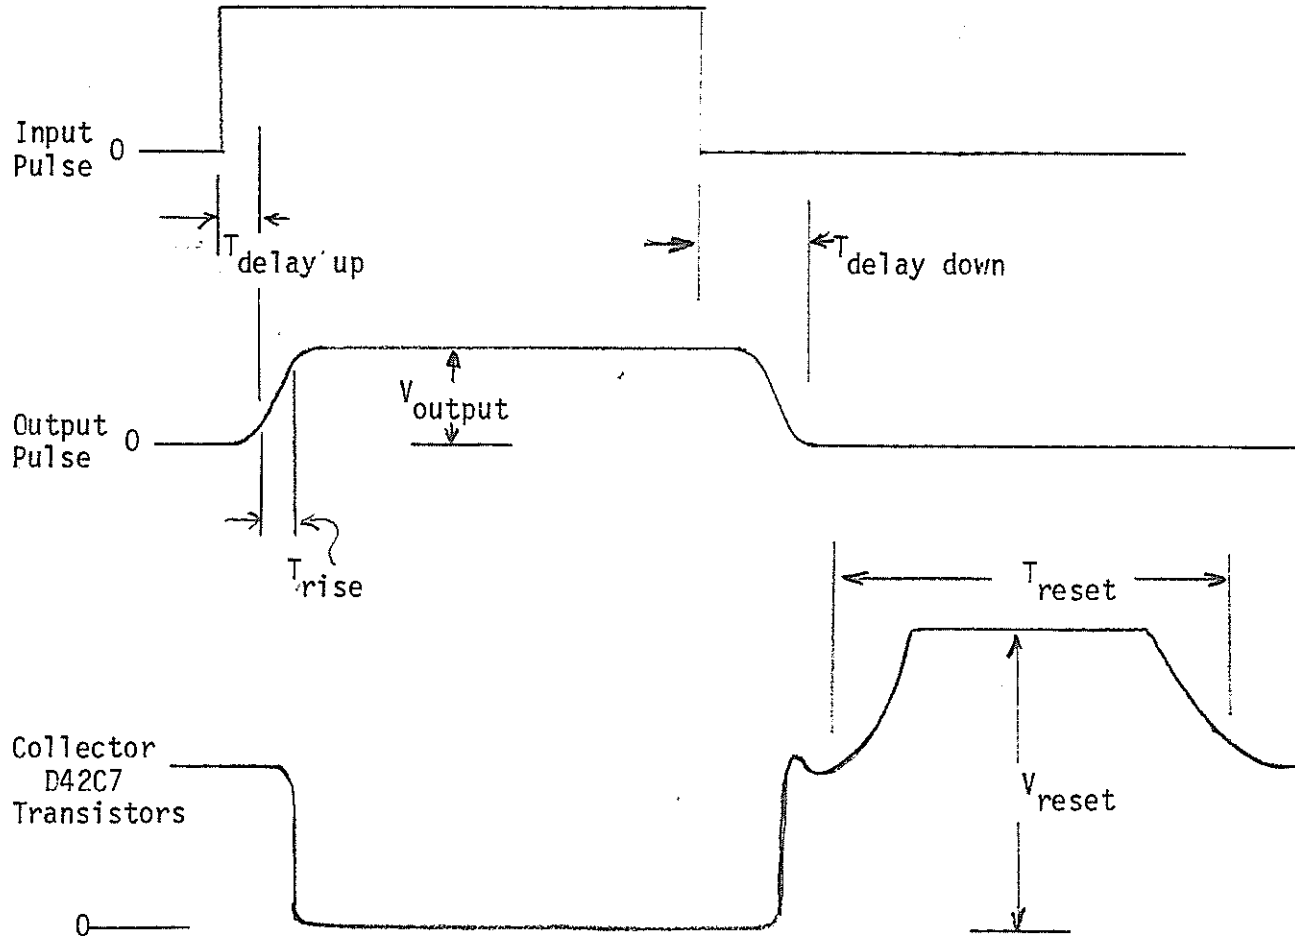 Input
Pulse 0
T delay up
T delay down
V output
Output
Pulse 0
T rise
T reset
Collector
D42C7
Transistors
V reset
0